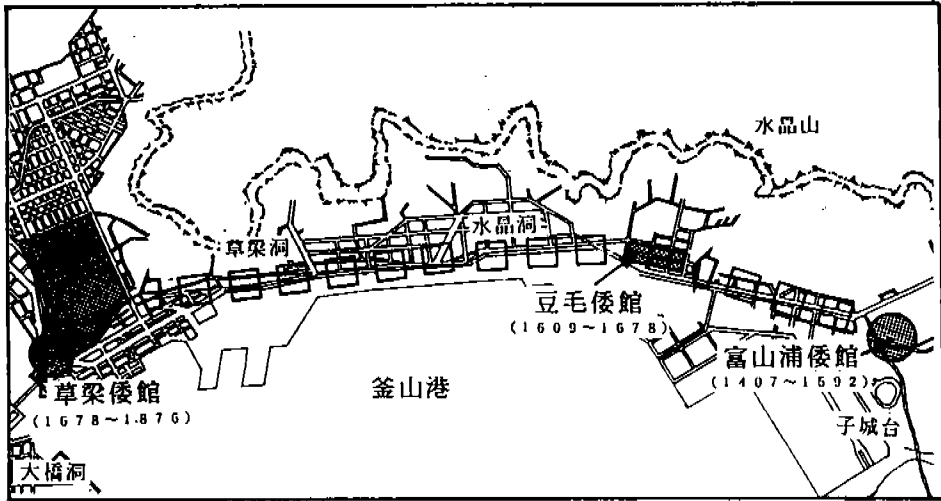 水晶山
草梁洞
水晶洞
豆毛倭館
(1609～1678)
富山浦倭館
(1407～1592)
草梁倭館
(1678～1876)
釜山港
子城台
大橋洞